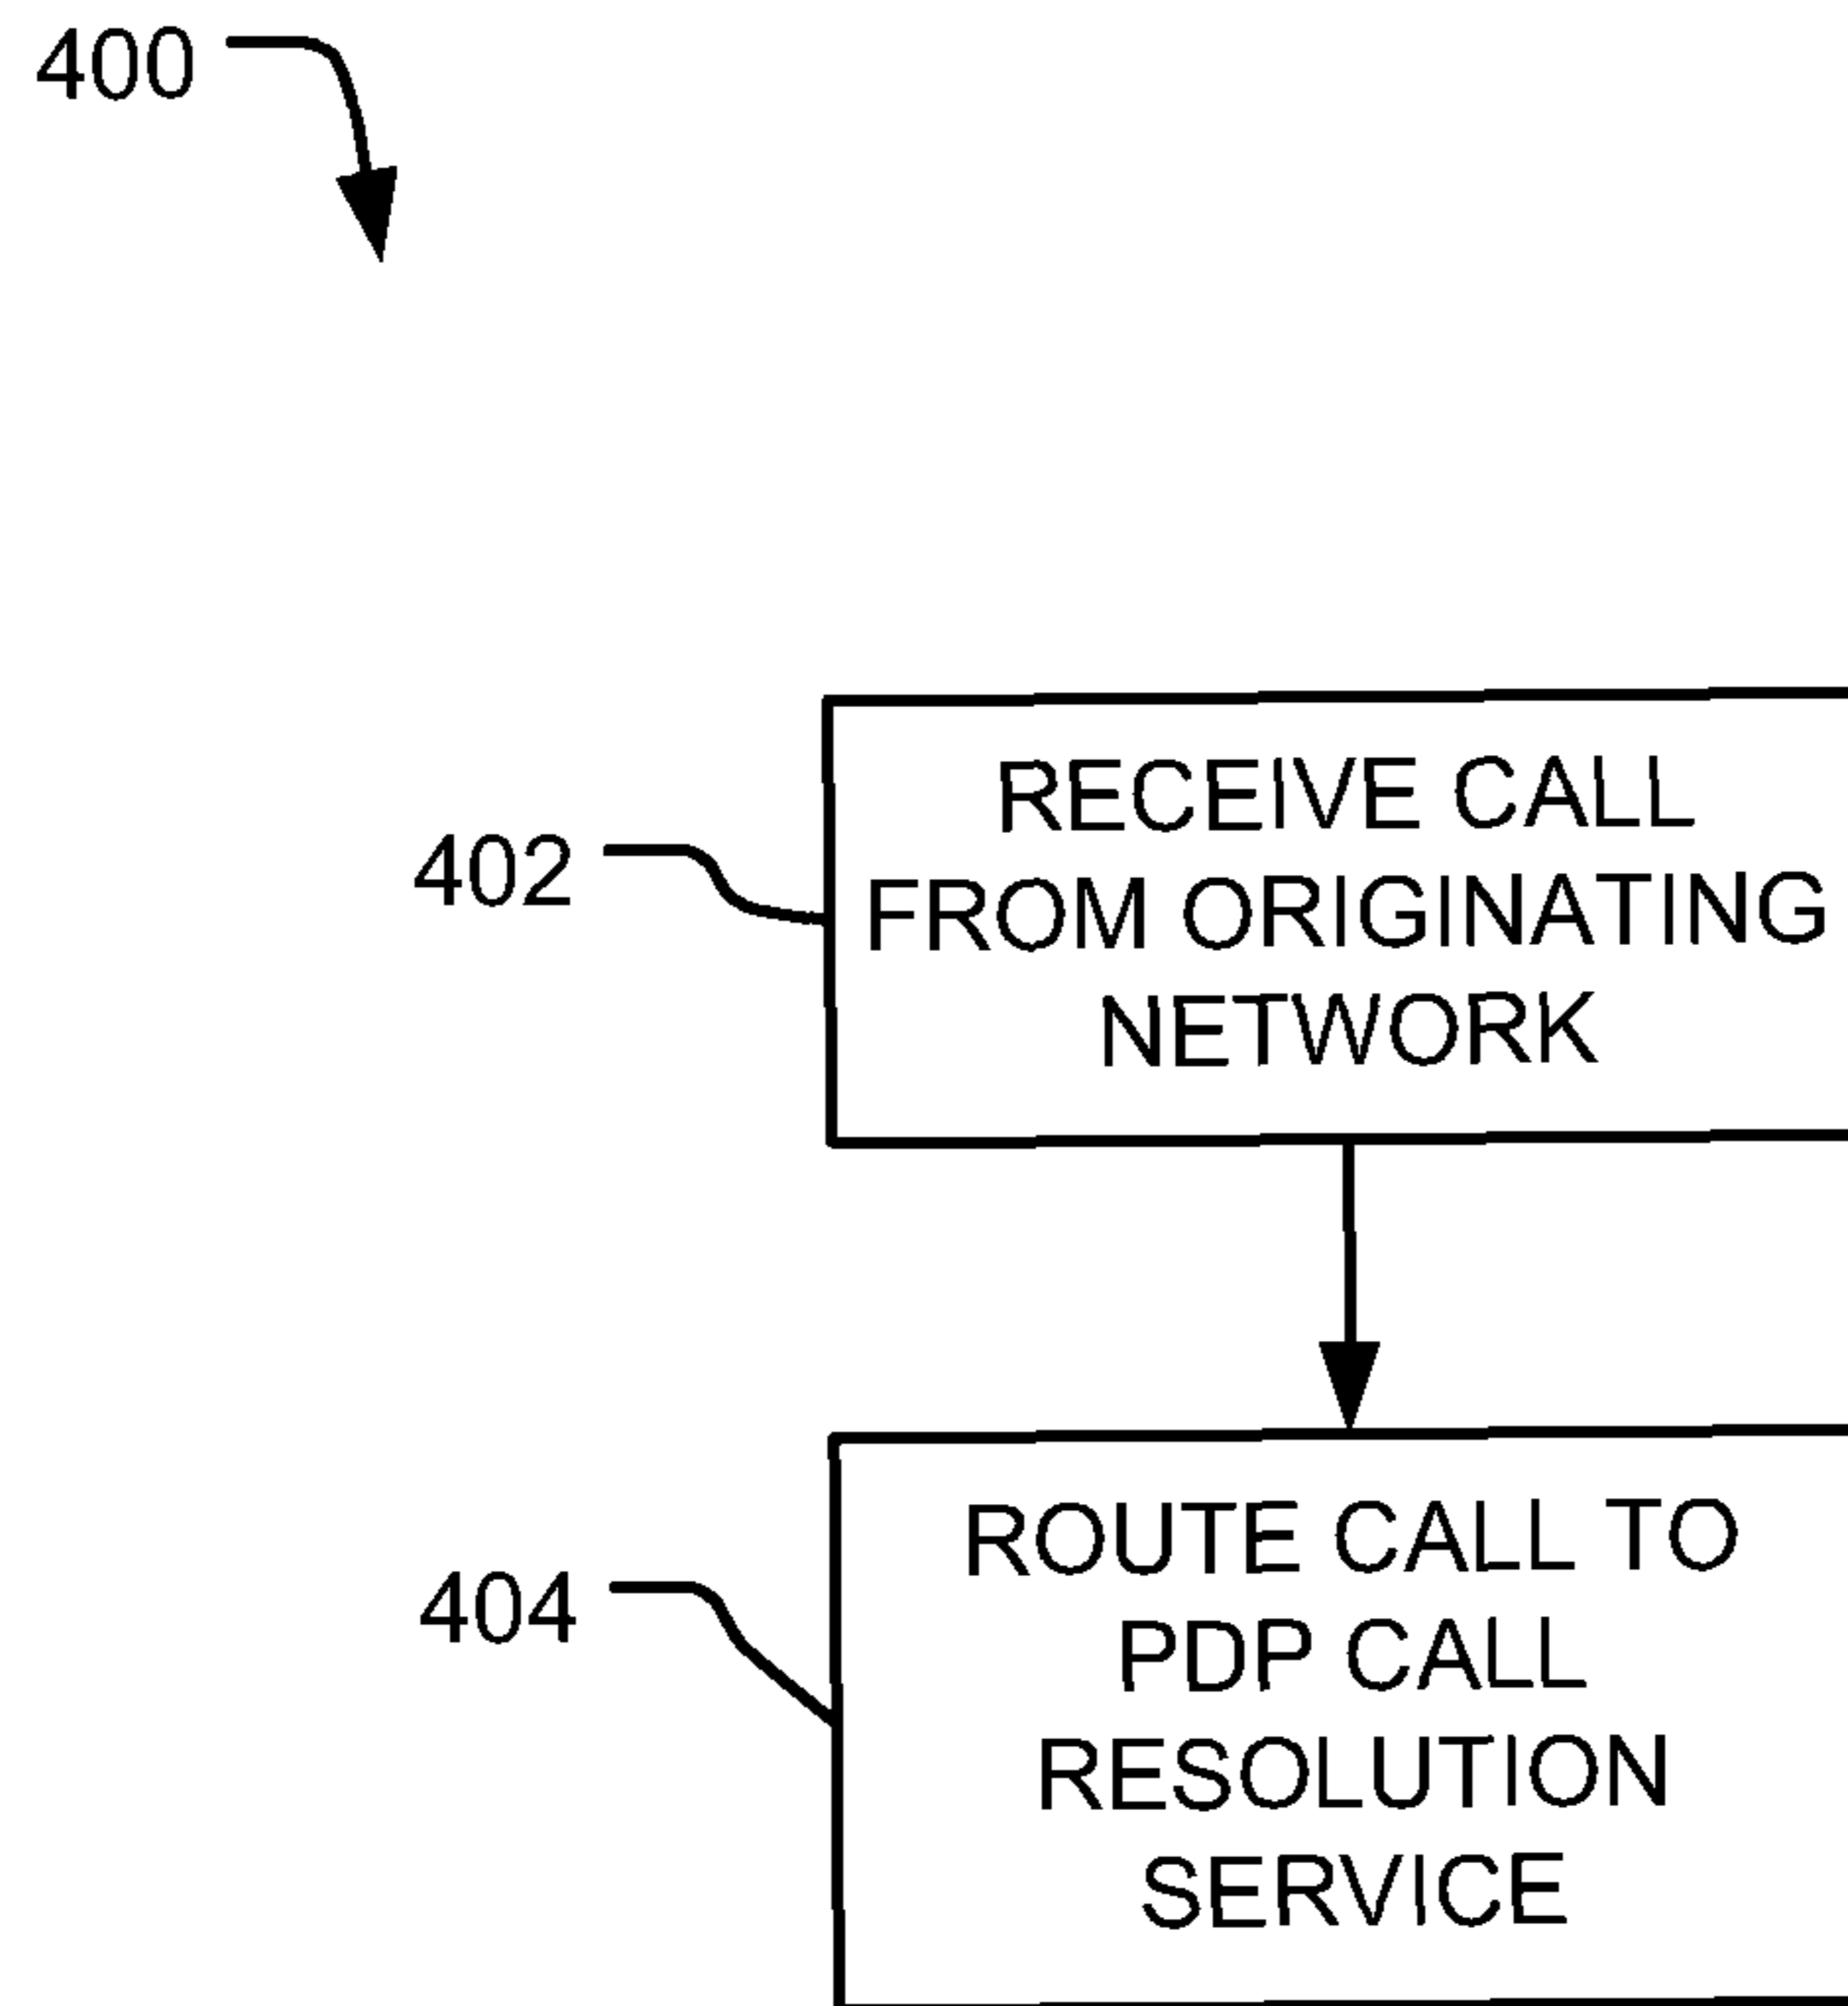 400
402
RECEIVE CALL
FROM ORIGINATING
NETWORK
404
ROUTE CALL TO
PDP CALL
RESOLUTION
SERVICE